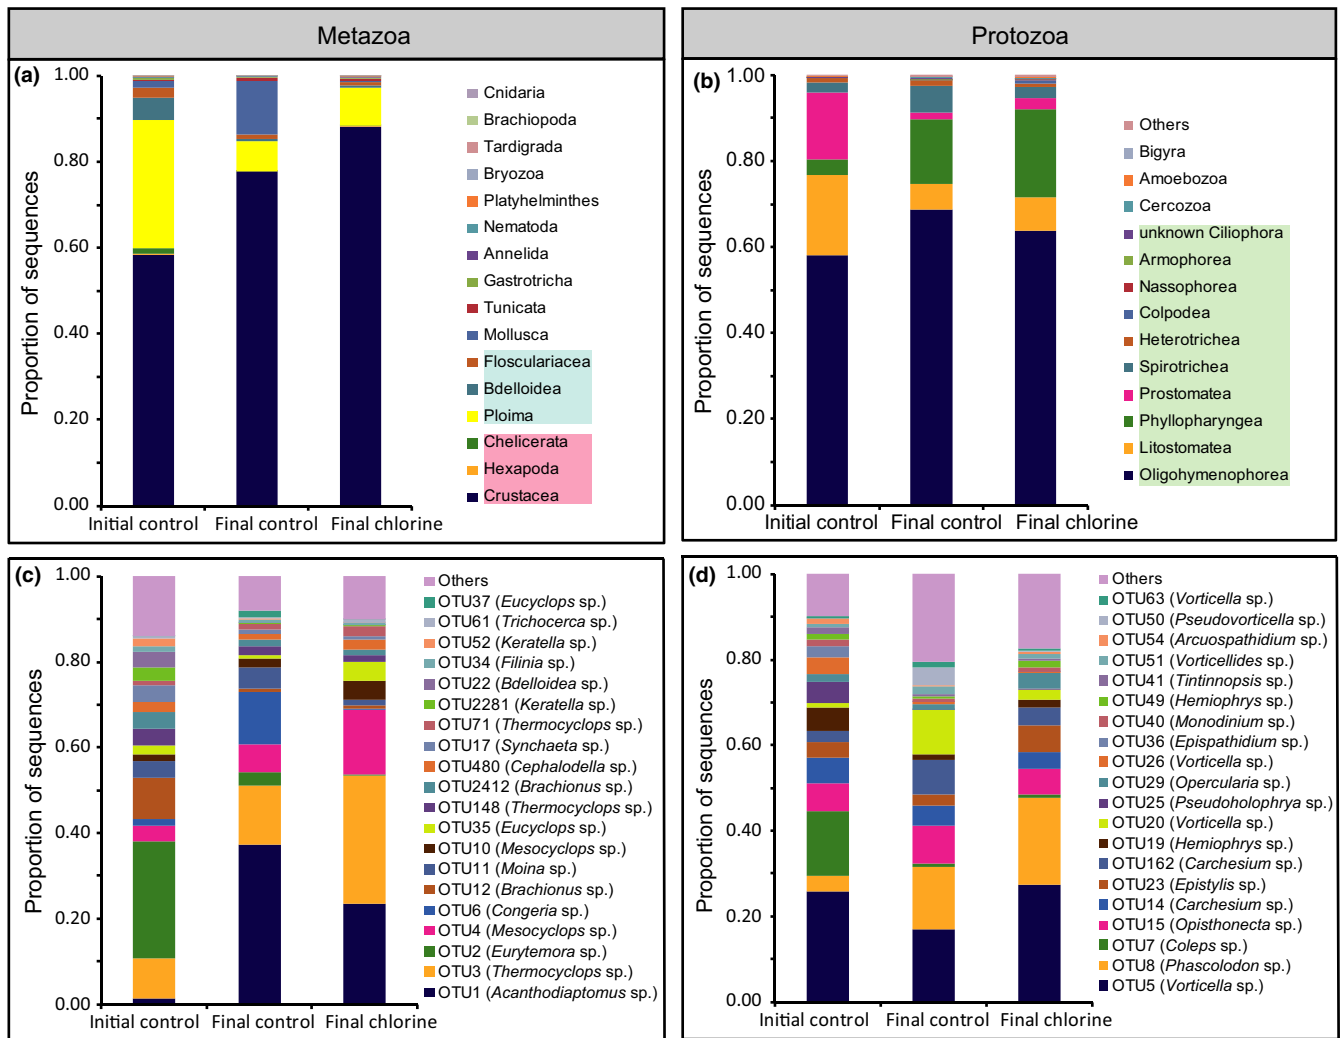 Metazoa
Protozoa
(a)
Proportion of sequences
1.00
0.80
0.60
0.40
0.20
0.00
Initial control
Final control
Final chlorine
Cnidaria
Brachiopoda
Tardigrada
Bryozoa
Platyhelminthes
Nematoda
Annelida
Gastrotricha
Tunicata
Mollusca
Flosculariacea
Bdelloidea
Ploima
Chelicerata
Hexapoda
Crustacea
(b)
Proportion of sequences
1.00
0.80
0.60
0.40
0.20
0.00
Initial control
Final control
Final chlorine
Others
Bigyra
Amoebozoa
Cercozoa
unknown Ciliophora
Armophorea
Nassophorea
Colpodea
Heterotrichea
Spirotrichea
Prostomatea
Phyllopharyngea
Litostomatea
Oligohymenophorea
(c)
Proportion of sequences
1.00
0.80
0.60
0.40
0.20
0.00
Initial control
Final control
Final chlorine
Others
OTU37 (Eucyclops sp.)
OTU61 (Trichocerca sp.)
OTU52 (Keratella sp.)
OTU34 (Filinia sp.)
OTU22 (Bdelloidea sp.)
OTU2281 (Keratella sp.)
OTU71 (Thermocyclops sp.)
OTU17 (Synchaeta sp.)
OTU480 (Cephalodella sp.)
OTU2412 (Brachionus sp.)
OTU148 (Thermocyclops sp.)
OTU35 (Eucyclops sp.)
OTU10 (Mesocyclops sp.)
OTU11 (Moina sp.)
OTU12 (Brachionus sp.)
OTU6 (Congeria sp.)
OTU4 (Mesocyclops sp.)
OTU2 (Eurytemora sp.)
OTU3 (Thermocyclops sp.)
OTU1 (Acanthodiaptomus sp.)
(d)
Proportion of sequences
1.00
0.80
0.60
0.40
0.20
0.00
Initial control
Final control
Final chlorine
Others
OTU63 (Vorticella sp.)
OTU50 (Pseudovorticella sp.)
OTU54 (Arcuospathidium sp.)
OTU51 (Vorticellides sp.)
OTU41 (Tintinnopsis sp.)
OTU49 (Hemiophrys sp.)
OTU40 (Monodinium sp.)
OTU36 (Epispathidium sp.)
OTU26 (Vorticella sp.)
OTU29 (Opercularia sp.)
OTU25 (Pseudoholophrya sp.)
OTU20 (Vorticella sp.)
OTU19 (Hemiophrys sp.)
OTU162 (Carchesium sp.)
OTU23 (Epistylis sp.)
OTU14 (Carchesium sp.)
OTU15 (Opisthonecta sp.)
OTU7 (Coleps sp.)
OTU8 (Phascolodon sp.)
OTU5 (Vorticella sp.)